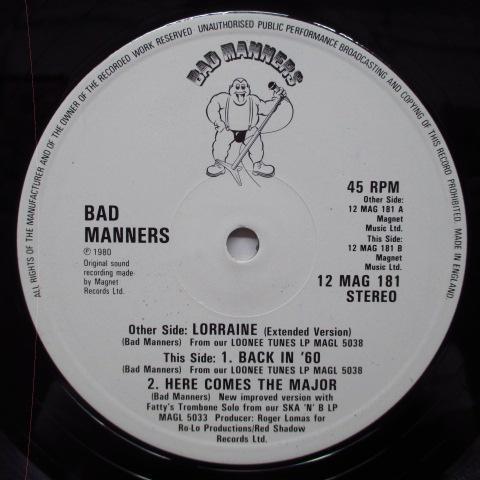 ALL RIGHTS OF THE MANUFACTURER AND OF THE OWNER OF THE RECORDED WORK RESERVED UNAUTHORISED PUBLIC PERFORMANCE BROADCASTING AND COPYING OF THIS RECORD PROHIBITED. MADE IN ENGLAND.
BAD MANNERS
BAD
MANNERS
℗ 1980
Original sound
recording made
by Magnet
Records Ltd.
45 RPM
Other Side:
12 MAG 181 A
Magnet
Music Ltd.
This Side:
12 MAG 181 B
Magnet
Music Ltd.
12 MAG 181
STEREO
Other Side: LORRAINE (Extended Version)
(Bad Manners) From our LOONEE TUNES LP MAGL 5038
This Side: 1. BACK IN '60
(Bad Manners) From our LOONEE TUNES LP MAGL 5038
2. HERE COMES THE MAJOR
(Bad Manners) New improved version with
Fatty's Trombone Solo from our SKA 'N' B LP
MAGL 5033 Producer: Roger Lomas for
Ro-Lo Productions/Red Shadow
Records Ltd.